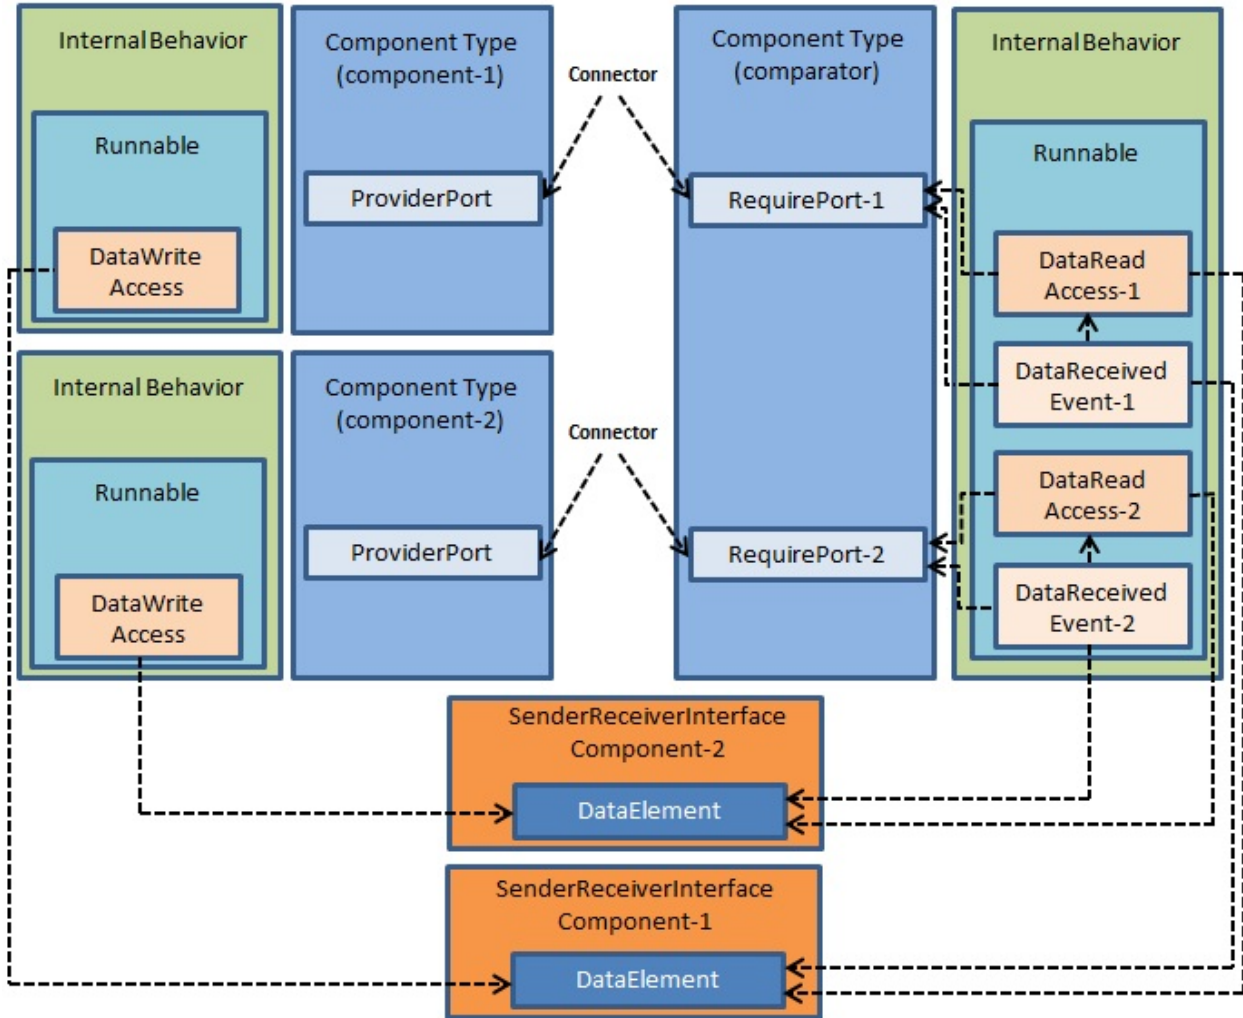 Internal Behavior
Runnable
DataWrite
Access
Component Type
(component-1)
ProviderPort
Connector
Component Type
(comparator)
RequirePort-1
Internal Behavior
Runnable
DataRead
Access-1
DataReceived
Event-1
DataRead
Access-2
DataReceived
Event-2
Internal Behavior
Runnable
DataWrite
Access
Component Type
(component-2)
ProviderPort
Connector
RequirePort-2
SenderReceiverInterface
Component-2
DataElement
SenderReceiverInterface
Component-1
DataElement